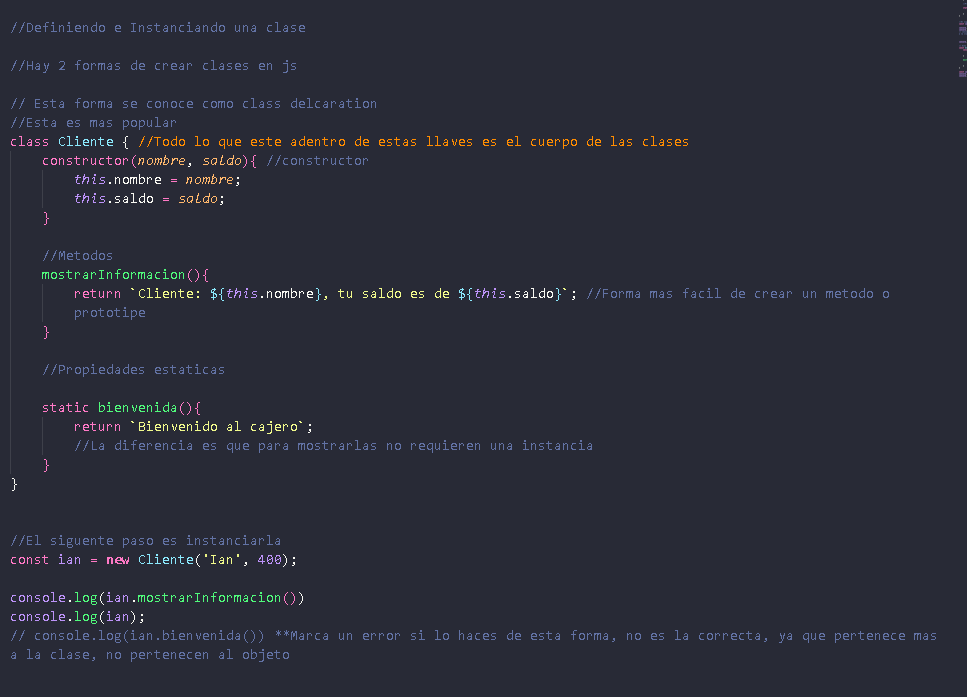 //Definiendo e Instanciando una clase
//Hay 2 formas de crear clases en js
// Esta forma se conoce como class delcaration
//Esta es mas popular
class Cliente { //Todo lo que este adentro de estas llaves es el cuerpo de las clases
constructor(nombre, saldo){ //constructor
this.nombre = nombre;
this.saldo = saldo;
}
//Metodos
mostrarInformacion(){
return `Cliente: ${this.nombre}, tu saldo es de ${this.saldo}`; //Forma mas facil de crear un metodo o
prototipe
}
//Propiedades estaticas
static bienvenida(){
return `Bienvenido al cajero`;
//La diferencia es que para mostrarlas no requieren una instancia
}
}
//El siguente paso es instanciarla
const ian = new Cliente('Ian', 400);
console.log(ian.mostrarInformacion())
console.log(ian);
// console.log(ian.bienvenida()) **Marca un error si lo haces de esta forma, no es la correcta, ya que pertenece mas
a la clase, no pertenecen al objeto